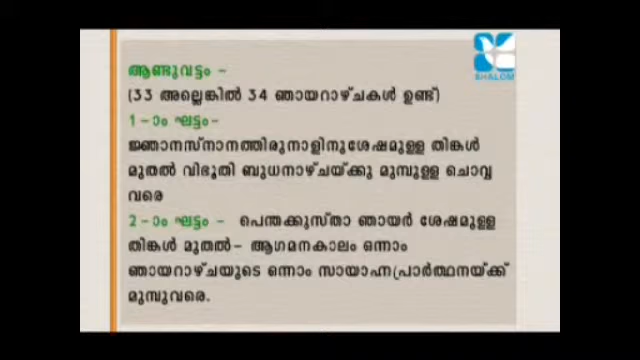 ആണ്ടുവട്ടം –
(33 അല്ലെങ്കിൽ 34 ഞായറാഴ്ചകൾ ഉണ്ട്)
1-ാം ഘട്ടം-
ജ്ഞാനസ്നാനത്തിരുനാളിനുശേഷമുള്ള തിങ്കൾ
മുതൽ വിഭൂതി ബുധനാഴ്ചയ്ക്കു മുമ്പുള്ള ചൊവ്വ
വരെ
2-ാം ഘട്ടം – പെന്തക്കുസ്താ ഞായർ ശേഷമുള്ള
തിങ്കൾ മുതൽ– ആഗമനകാലം ഒന്നാം
ഞായറാഴ്ചയുടെ ഒന്നാം സായാഹ്നപ്രാർത്ഥനയ്ക്ക്
മുമ്പുവരെ.
SHALOM